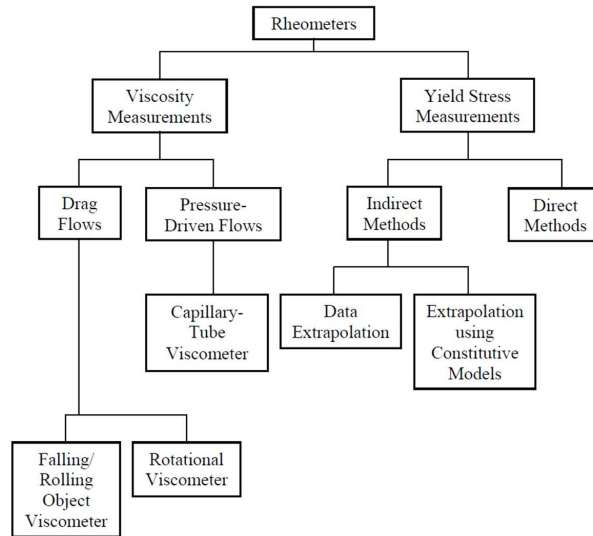 Rheometers
Viscosity
Measurements
Yield Stress
Measurements
Drag
Flows
Pressure-
Driven Flows
Indirect
Methods
Direct
Methods
Capillary-
Tube
Viscometer
Data
Extrapolation
Extrapolation
using
Constitutive
Models
Falling/
Rolling
Object
Viscometer
Rotational
Viscometer